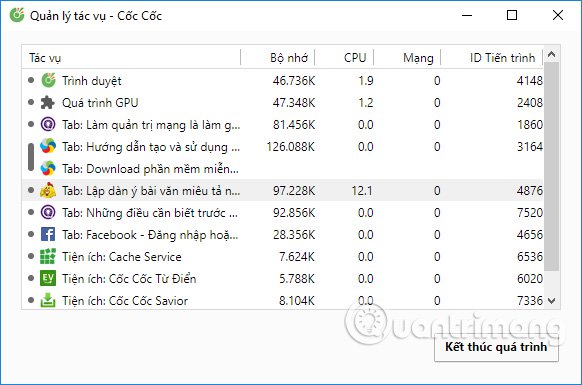 Quản lý tác vụ - Cốc Cốc
Tác vụ Bộ nhớ CPU Mạng ID Tiến trình
Trình duyệt 46.736K 1.9 0 4148
Quá trình GPU 47.348K 1.2 0 2408
Tab: Làm quản trị mạng là làm g... 81.456K 0.0 0 1860
Tab: Hướng dẫn tạo và sử dụng ... 126.088K 0.0 0 3164
Tab: Download phần mềm miễn...
Tab: Lập dàn ý bài văn miêu tả n... 97.228K 12.1 0 4876
Tab: Những điều cần biết trước ... 92.856K 0.0 0 7520
Tab: Facebook - Đăng nhập hoặ... 28.356K 0.0 0 4656
Tiện ích: Cache Service 7.624K 0.0 0 6536
EV Tiện ích: Cốc Cốc Từ Điển 5.788K 0.0 0 6020
Tiện ích: Cốc Cốc Savior 8.104K 0.0 0 7336
Quantrimang
Kết thúc quá trình